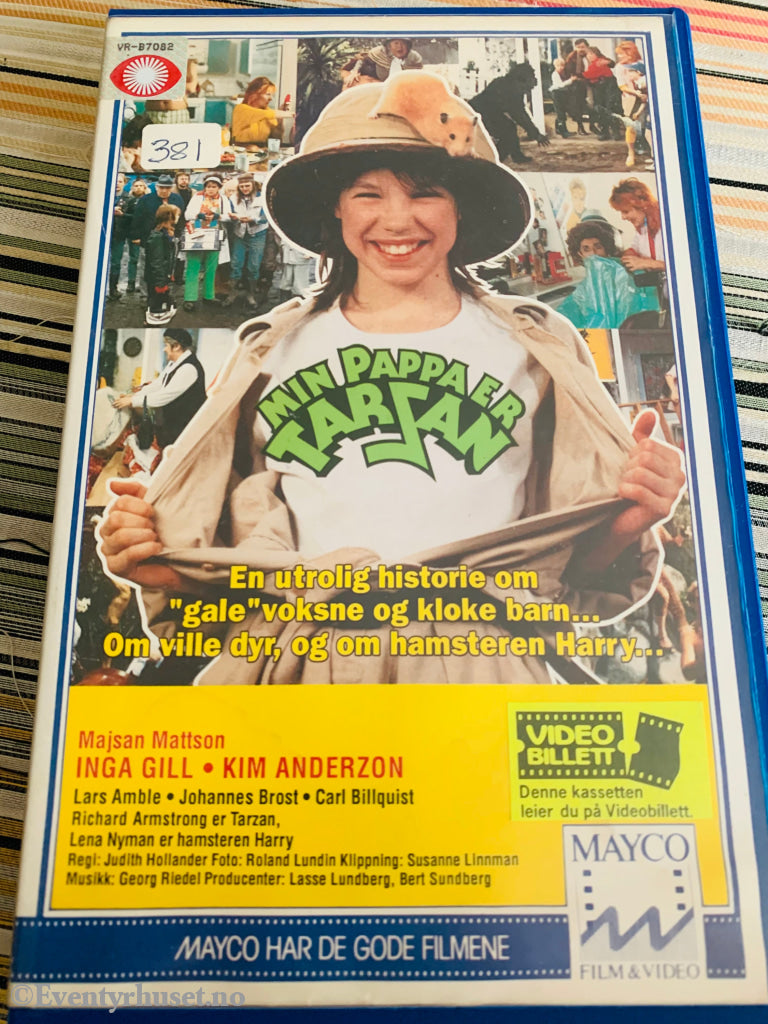 VR-B7082
381
MIN PAPPA ER
TARZAN
En utrolig historie om
"gale"voksne og kloke barn...
Om ville dyr, og om hamsteren Harry...
Majsan Mattson
INGA GILL • KIM ANDERZON
Lars Amble • Johannes Brost • Carl Billquist
Richard Armstrong er Tarzan,
Lena Nyman er hamsteren Harry
Regi: Judith Hollander Foto: Roland Lundin Klippning: Susanne Linnman
Musikk: Georg Riedel Producenter: Lasse Lundberg, Bert Sundberg
VIDEO
BILLETT
Denne kassetten
leier du på Videobillett.
MAYCO
FILM & VIDEO
MAYCO HAR DE GODE FILMENE
©Eventyrhuset.no